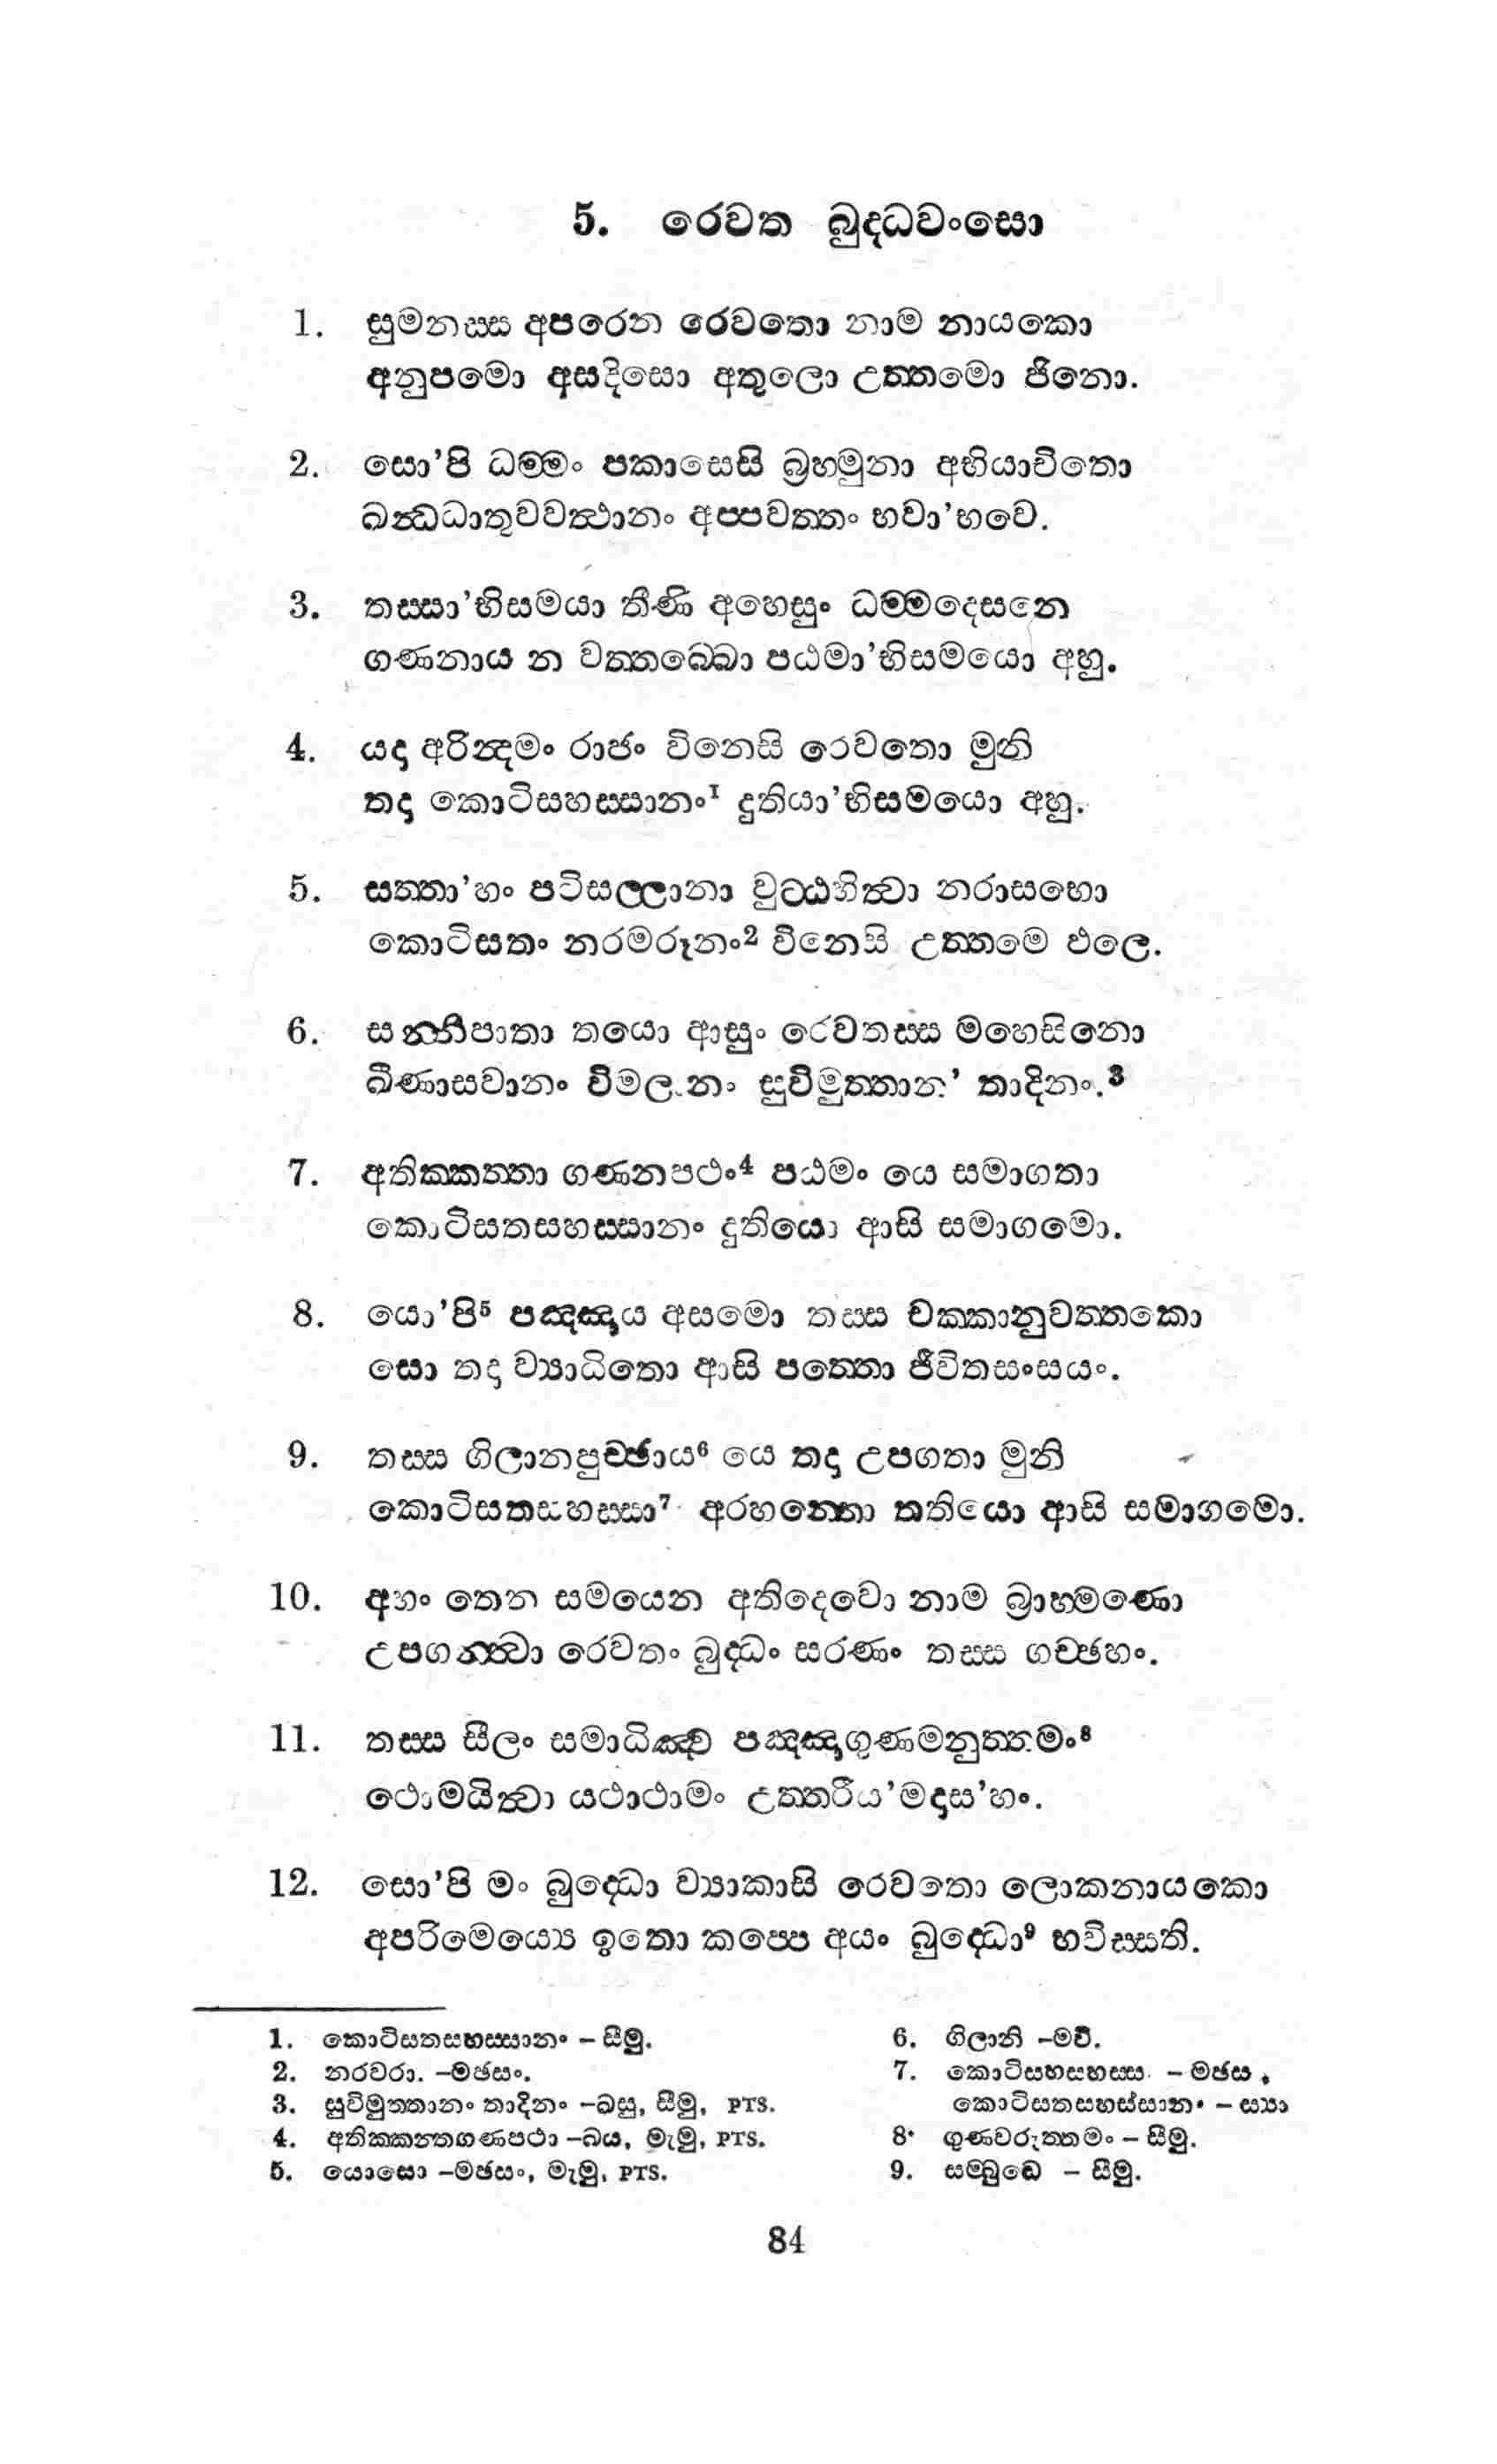 5. රෙවත බුද්ධවංසො
1. සුමනස්ස අපරෙන රෙවතො නාම නායකො
අනුපමො අසදිසො අතුලො උත්තමො ජිනො.
2. සො'පි ධම්මං පකාසෙසි බ්‍රහ්මුනා අභියාචිතො
ඛන්ධධාතුවවත්ථානං අප්පවත්තං භවා'භවෙ.
3. තස්සා'භිසමයා තීණි අහෙසුං ධම්මදෙසනෙ
ගණනාය න වත්තබ්බො පඨමා'භිසමයො අහු.
4. යදා අරින්දමං රාජං විනෙසි රෙවතො මුනි
තදා කොටිසහස්සානං¹ දුතියා'භිසමයො අහු.
5. සත්තා'හං පටිසල්ලානා වුට්ඨහිත්වා නරාසභො
කොටිසතං නරමරූනං² විනෙසි උත්තමෙ ඵලෙ.
6. සන්නිපාතා තයො ආසුං රෙවතස්ස මහෙසිනො
ඛීණාසවානං විමලානං සුවිමුත්තාන' තාදිනං.³
7. අතික්කන්තා ගණනපථං⁴ පඨමං යෙ සමාගතා
කොටිසතසහස්සානං දුතියො ආසි සමාගමො.
8. යො'පි⁵ පඤ්ඤාය අසමො තස්ස චක්කානුවත්තකො
සො තදා ව්‍යාධිතො ආසි පත්තො ජීවිතසංසයං.
9. තස්ස ගිලානපුච්ඡාය⁶ යෙ තදා උපගතා මුනි
කොටිසතසහස්සා⁷ අරහන්තො තතියො ආසි සමාගමො.
10. අහං තෙන සමයෙන අතිදෙවො නාම බ්‍රාහ්මණො
උපගන්ත්වා රෙවතං බුද්ධං සරණං තස්ස ගච්ඡහං.
11. තස්ස සීලං සමාධිඤ්ච පඤ්ඤාගුණමනුත්තමං⁸
ථොමයිත්වා යථාථාමං උත්තරීය'මදාස'හං.
12. සො'පි මං බුද්ධො ව්‍යාකාසි රෙවතො ලොකනායකො
අපරිමෙය්‍යෙ ඉතො කප්පෙ අයං බුද්ධො⁹ භවිස්සති.
1. කොටිසතසහස්සානං – සීමු.
2. නරවරා. –මඡසං.
3. සුවිමුත්තානං තාදිනං –ඛසු, සීමු, PTS.
4. අතික්කන්තගණපථා –ඛය, මැමු, PTS.
5. යොසො –මඡසං, මැමු, PTS.
6. ගිලානි –මවි.
7. කොටිසහසහස්ස – මඡස,
කොටිසතසහස්සානං – ස්‍යා
8. ගුණවරුත්තමං – සීමු.
9. සම්බුද්ධො – සීමු.
84